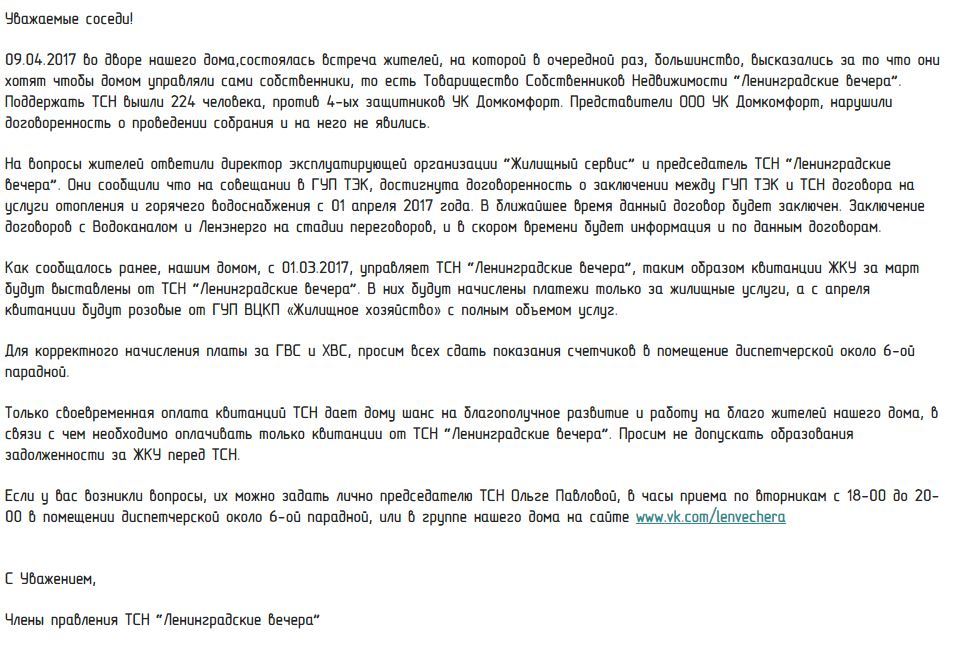 Уважаемые соседи!
09.04.2017 во дворе нашего дома,состоялась встреча жителей, на которой в очередной раз, большинство, высказались за то что они
хотят чтобы домом управляли сами собственники, то есть Товарищество Собственников Недвижимости "Ленинградские вечера".
Поддержать ТСН вышли 224 человека, против 4-ых защитников УК Домкомфорт. Представители ООО УК Домкомфорт, нарушили
договоренность о проведении собрания и на него не явились.
На вопросы жителей ответили директор эксплуатирующей организации "Жилищный сервис" и председатель ТСН "Ленинградские
вечера". Они сообщили что на совещании в ГУП ТЭК, достигнута договоренность о заключении между ГУП ТЭК и ТСН договора на
услуги отопления и горячего водоснабжения с 01 апреля 2017 года. В ближайшее время данный договор будет заключен. Заключение
договоров с Водоканалом и Ленэнерго на стадии переговоров, и в скором времени будет информация и по данным договорам.
Как сообщалось ранее, нашим домом, с 01.03.2017, управляет ТСН "Ленинградские вечера", таким образом квитанции ЖКУ за март
будут выставлены от ТСН "Ленинградские вечера". В них будут начислены платежи только за жилищные услуги, а с апреля
квитанции будут розовые от ГУП ВЦКП «Жилищное хозяйство» с полным объемом услуг.
Для корректного начисления платы за ГВС и ХВС, просим всех сдать показания счетчиков в помещение диспетчерской около 6-ой
парадной.
Только своевременная оплата квитанций ТСН дает дому шанс на благополучное развитие и работу на благо жителей нашего дома, в
связи с чем необходимо оплачивать только квитанции от ТСН "Ленинградские вечера". Просим не допускать образования
задолженности за ЖКУ перед ТСН.
Если у вас возникли вопросы, их можно задать лично председателю ТСН Ольге Павловой, в часы приема по вторникам с 18-00 до 20-
00 в помещении диспетчерской около 6-ой парадной, или в группе нашего дома на сайте www.vk.com/lenvechera
С Уважением,
Члены правления ТСН "Ленинградские вечера"